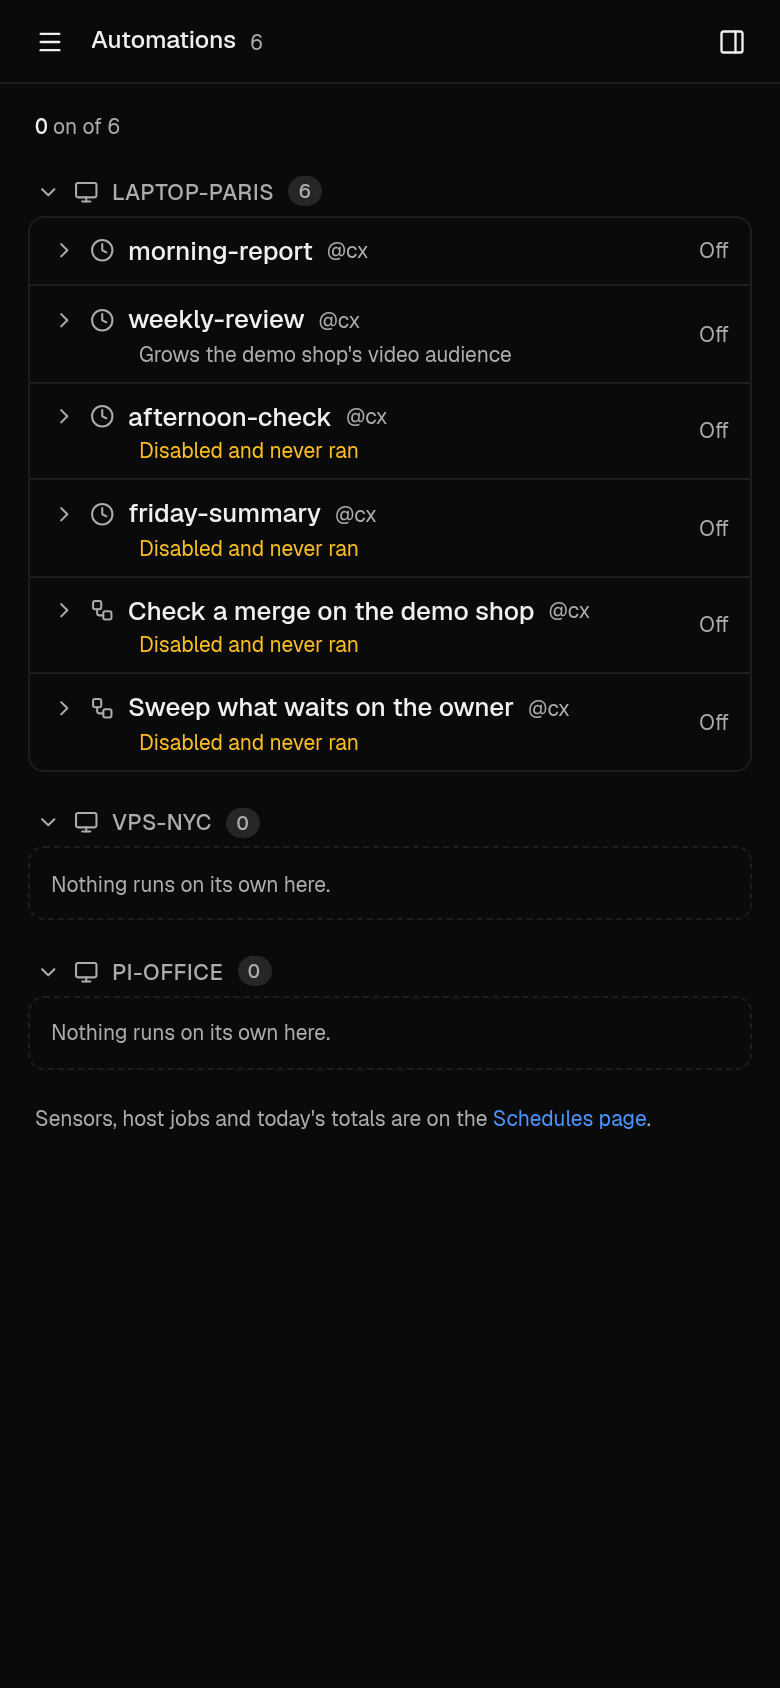 Automations 6
0 on of 6
LAPTOP-PARIS 6
morning-report @cx Off
weekly-review @cx Off
Grows the demo shop's video audience
afternoon-check @cx Off
Disabled and never ran
friday-summary @cx Off
Disabled and never ran
Check a merge on the demo shop @cx Off
Disabled and never ran
Sweep what waits on the owner @cx Off
Disabled and never ran
VPS-NYC 0
Nothing runs on its own here.
PI-OFFICE 0
Nothing runs on its own here.
Sensors, host jobs and today's totals are on the Schedules page.